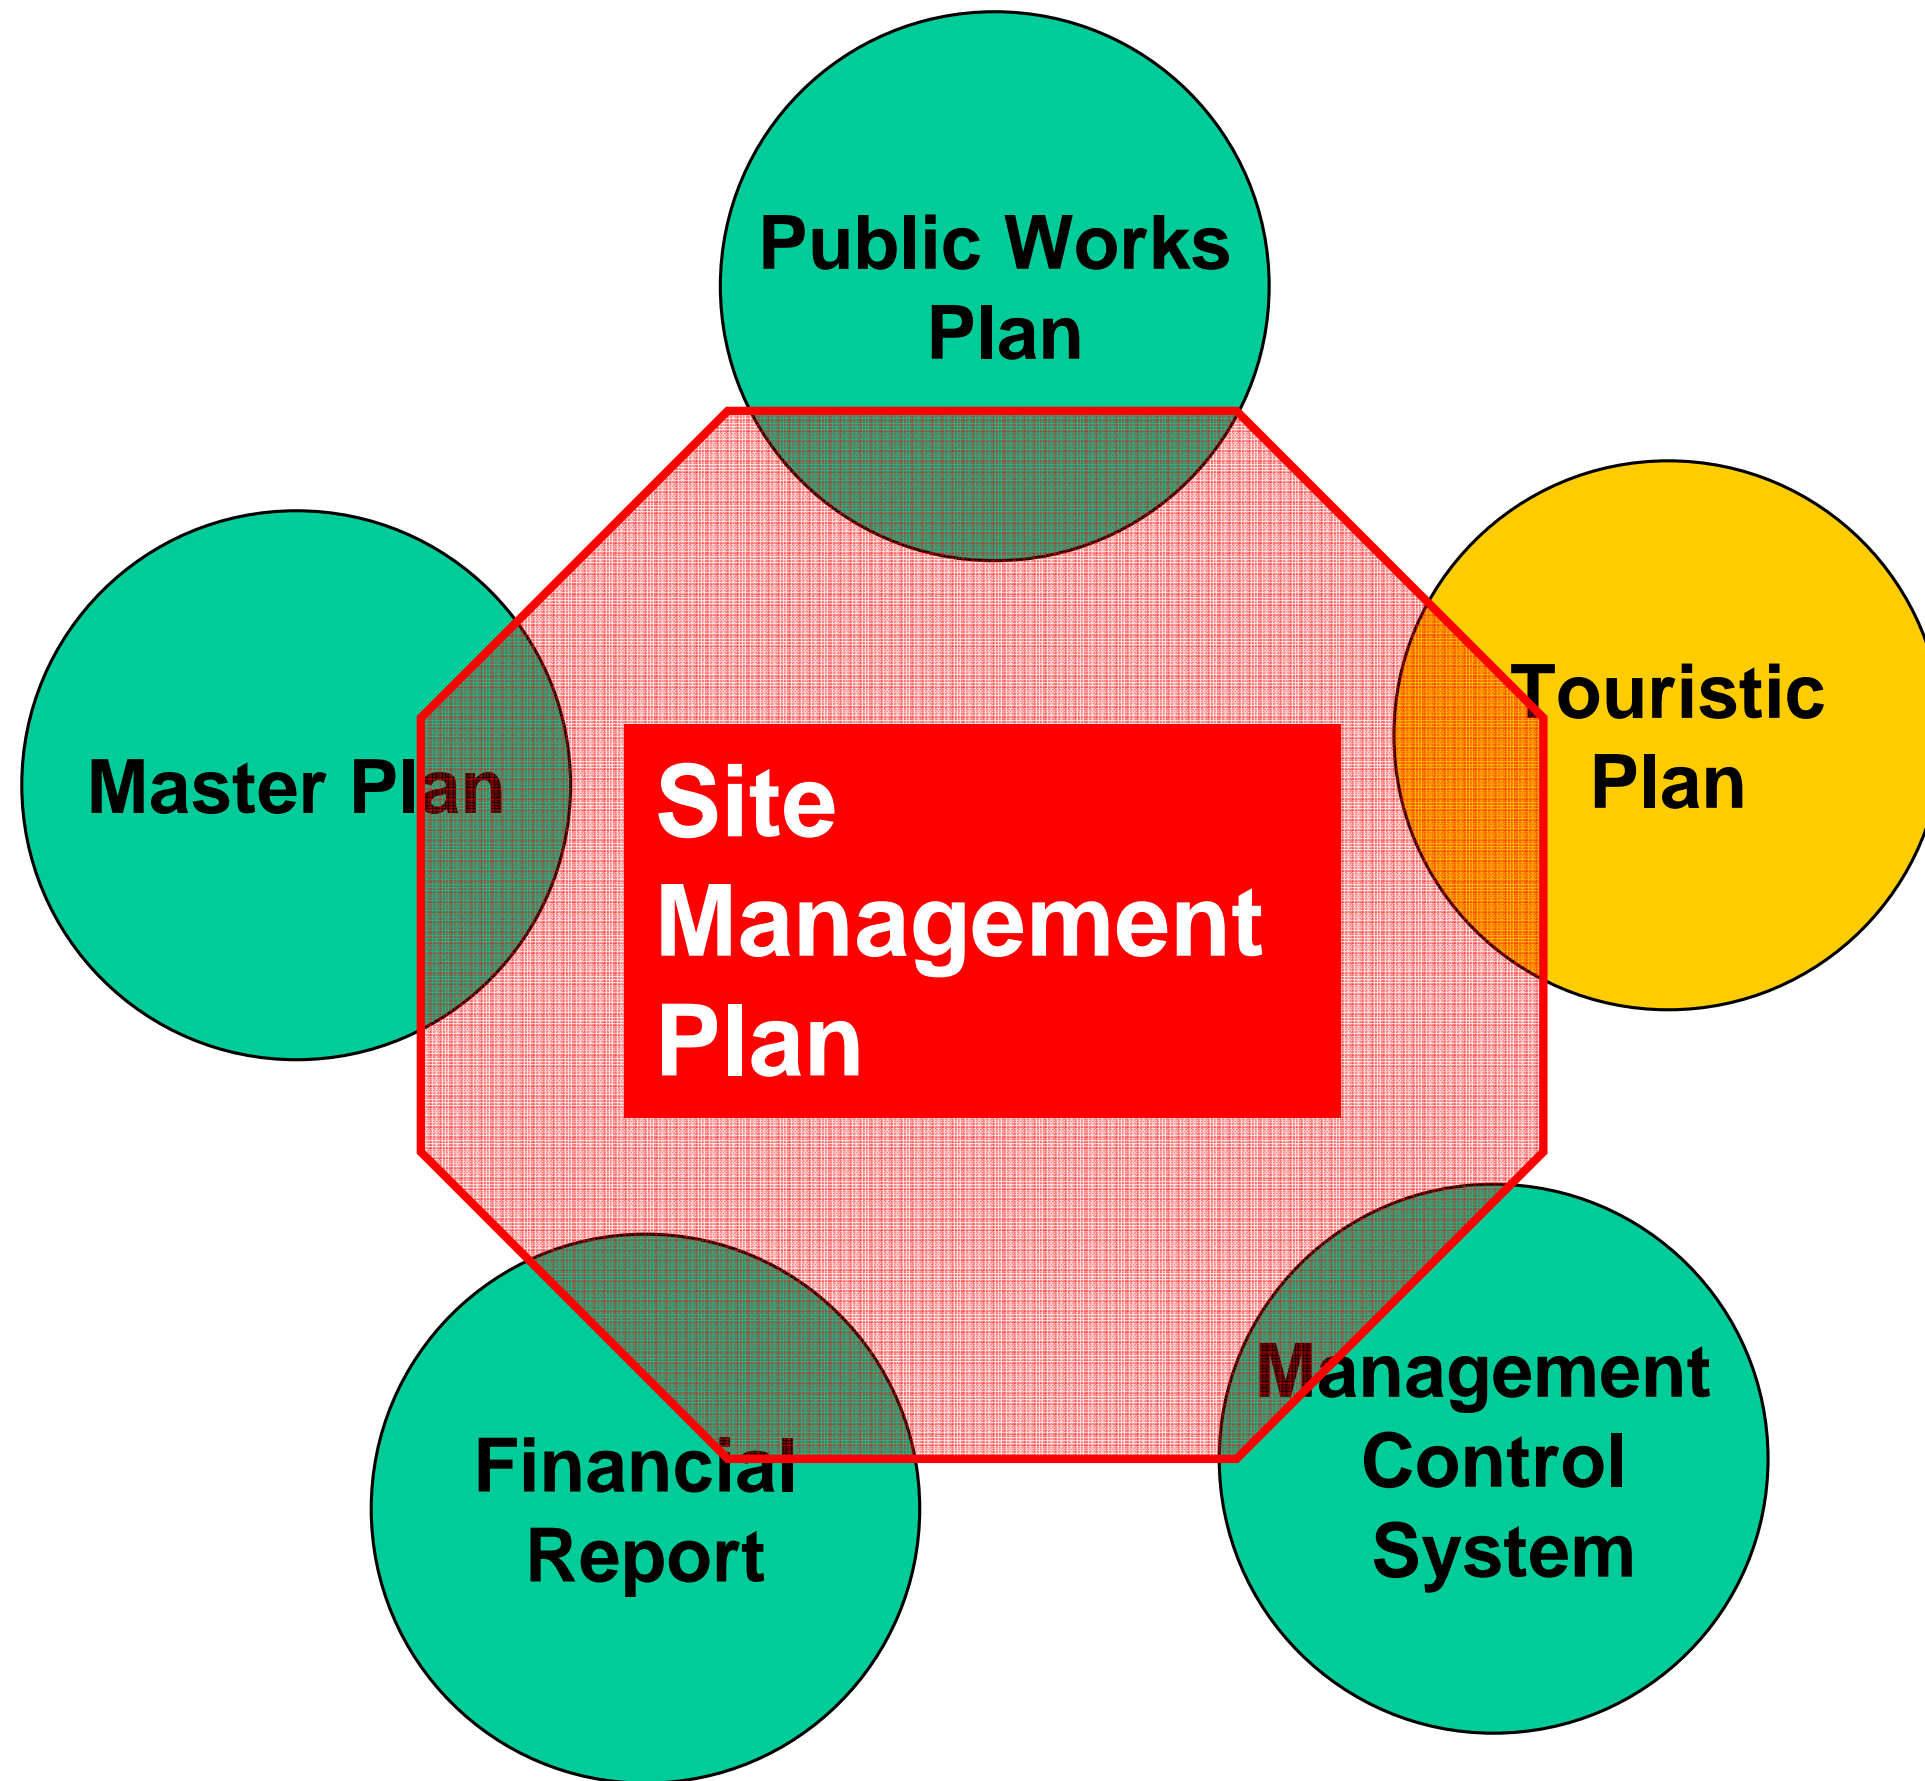 Public Works
Plan
Touristic
Plan
Master Plan
Site
Management
Plan
Management
Control
System
Financial
Report